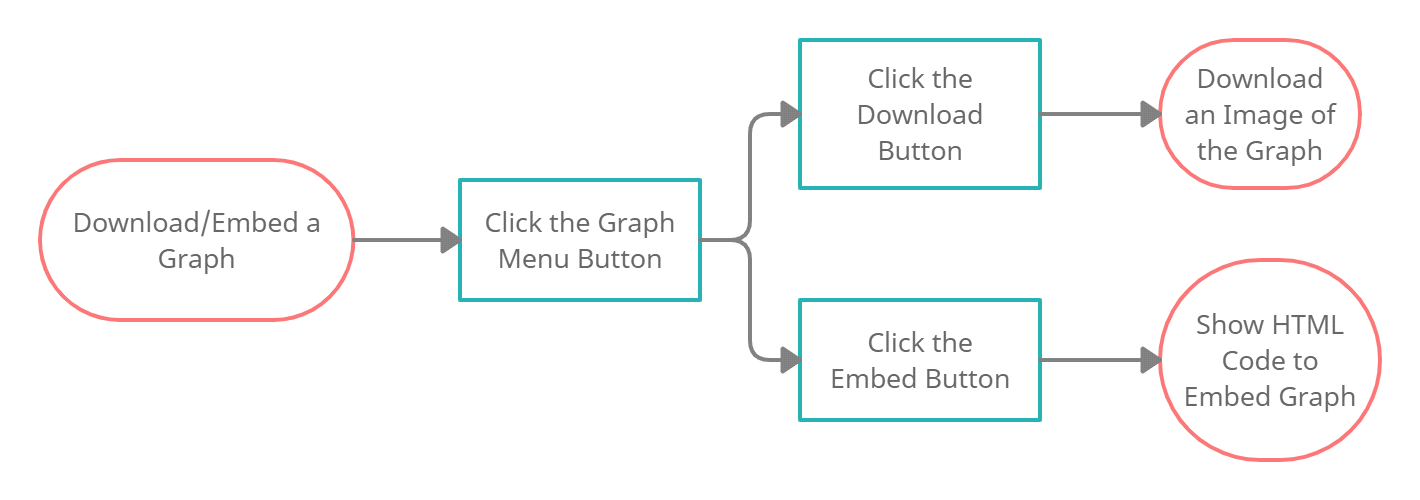 Download/Embed a
Graph
Click the Graph
Menu Button
Click the
Download
Button
Download
an Image of
the Graph
Click the
Embed Button
Show HTML
Code to
Embed Graph